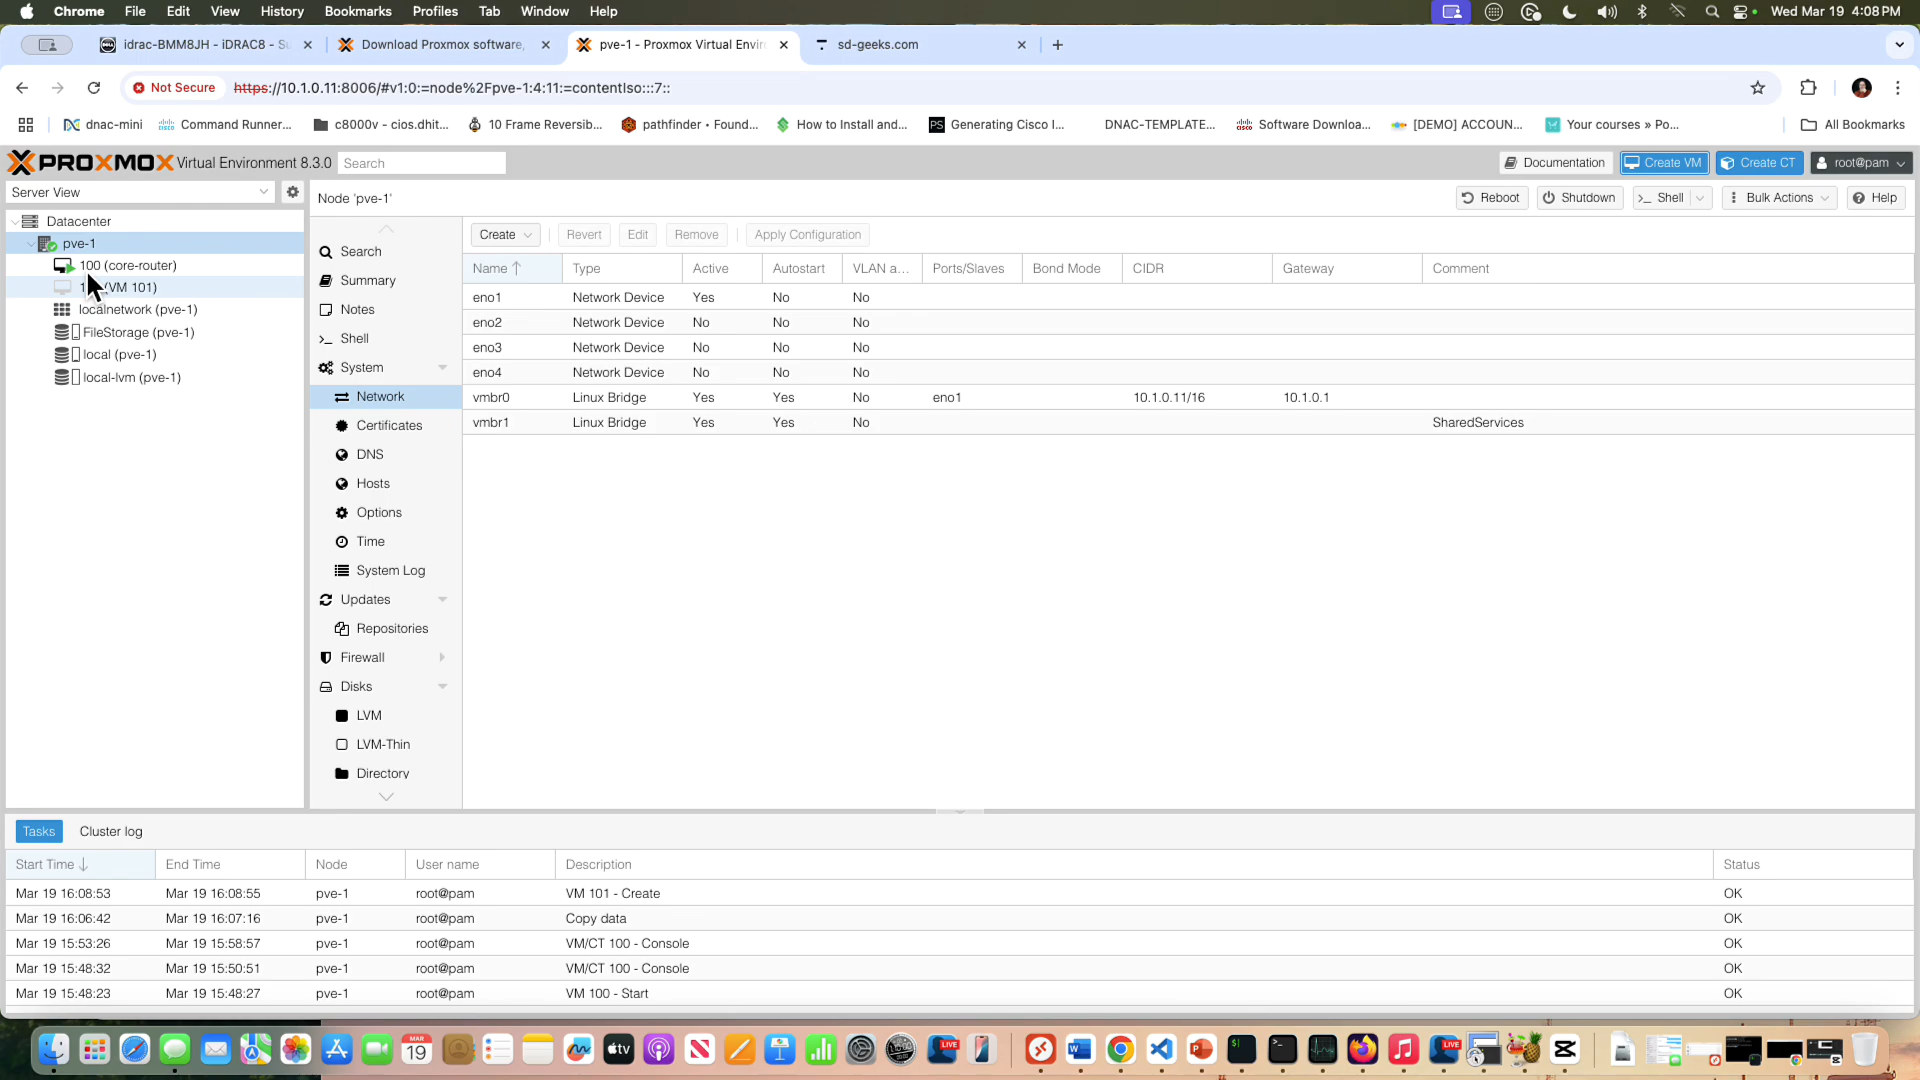 Chrome File Edit View History Bookmarks Profiles Tab Window Help Wed Mar 19 4:08 PM
idrac-BMM8JH - iDRAC8 - Su Download Proxmox software, pve-1 - Proxmox Virtual Enviro sd-geeks.com
Not Secure https://10.1.0.11:8006/#v1:0:=node%2Fpve-1:4:11:=contentIso:::7::
dnac-mini Command Runner... c8000v - cios.dhit... 10 Frame Reversib... pathfinder • Found... How to Install and... PS Generating Cisco I... DNAC-TEMPLATE... Software Downloa... [DEMO] ACCOUN... Your courses » Po... All Bookmarks
PROXMOX Virtual Environment 8.3.0 Search Documentation Create VM Create CT root@pam
Server View Node 'pve-1' Reboot Shutdown Shell Bulk Actions Help
Datacenter
pve-1
100 (core-router)
(VM 101)
localnetwork (pve-1)
FileStorage (pve-1)
local (pve-1)
local-lvm (pve-1)
Search
Summary
Notes
Shell
System
Network
Certificates
DNS
Hosts
Options
Time
System Log
Updates
Repositories
Firewall
Disks
LVM
LVM-Thin
Directory
Create Revert Edit Remove Apply Configuration
Name Type Active Autostart VLAN a... Ports/Slaves Bond Mode CIDR Gateway Comment
eno1 Network Device Yes No No
eno2 Network Device No No No
eno3 Network Device No No No
eno4 Network Device No No No
vmbr0 Linux Bridge Yes Yes No eno1 10.1.0.11/16 10.1.0.1
vmbr1 Linux Bridge Yes Yes No SharedServices
Tasks Cluster log
Start Time End Time Node User name Description Status
Mar 19 16:08:53 Mar 19 16:08:55 pve-1 root@pam VM 101 - Create OK
Mar 19 16:06:42 Mar 19 16:07:16 pve-1 root@pam Copy data OK
Mar 19 15:53:26 Mar 19 15:58:57 pve-1 root@pam VM/CT 100 - Console OK
Mar 19 15:48:32 Mar 19 15:50:51 pve-1 root@pam VM/CT 100 - Console OK
Mar 19 15:48:23 Mar 19 15:48:27 pve-1 root@pam VM 100 - Start OK
MAR 19 tv LIVE LIVE